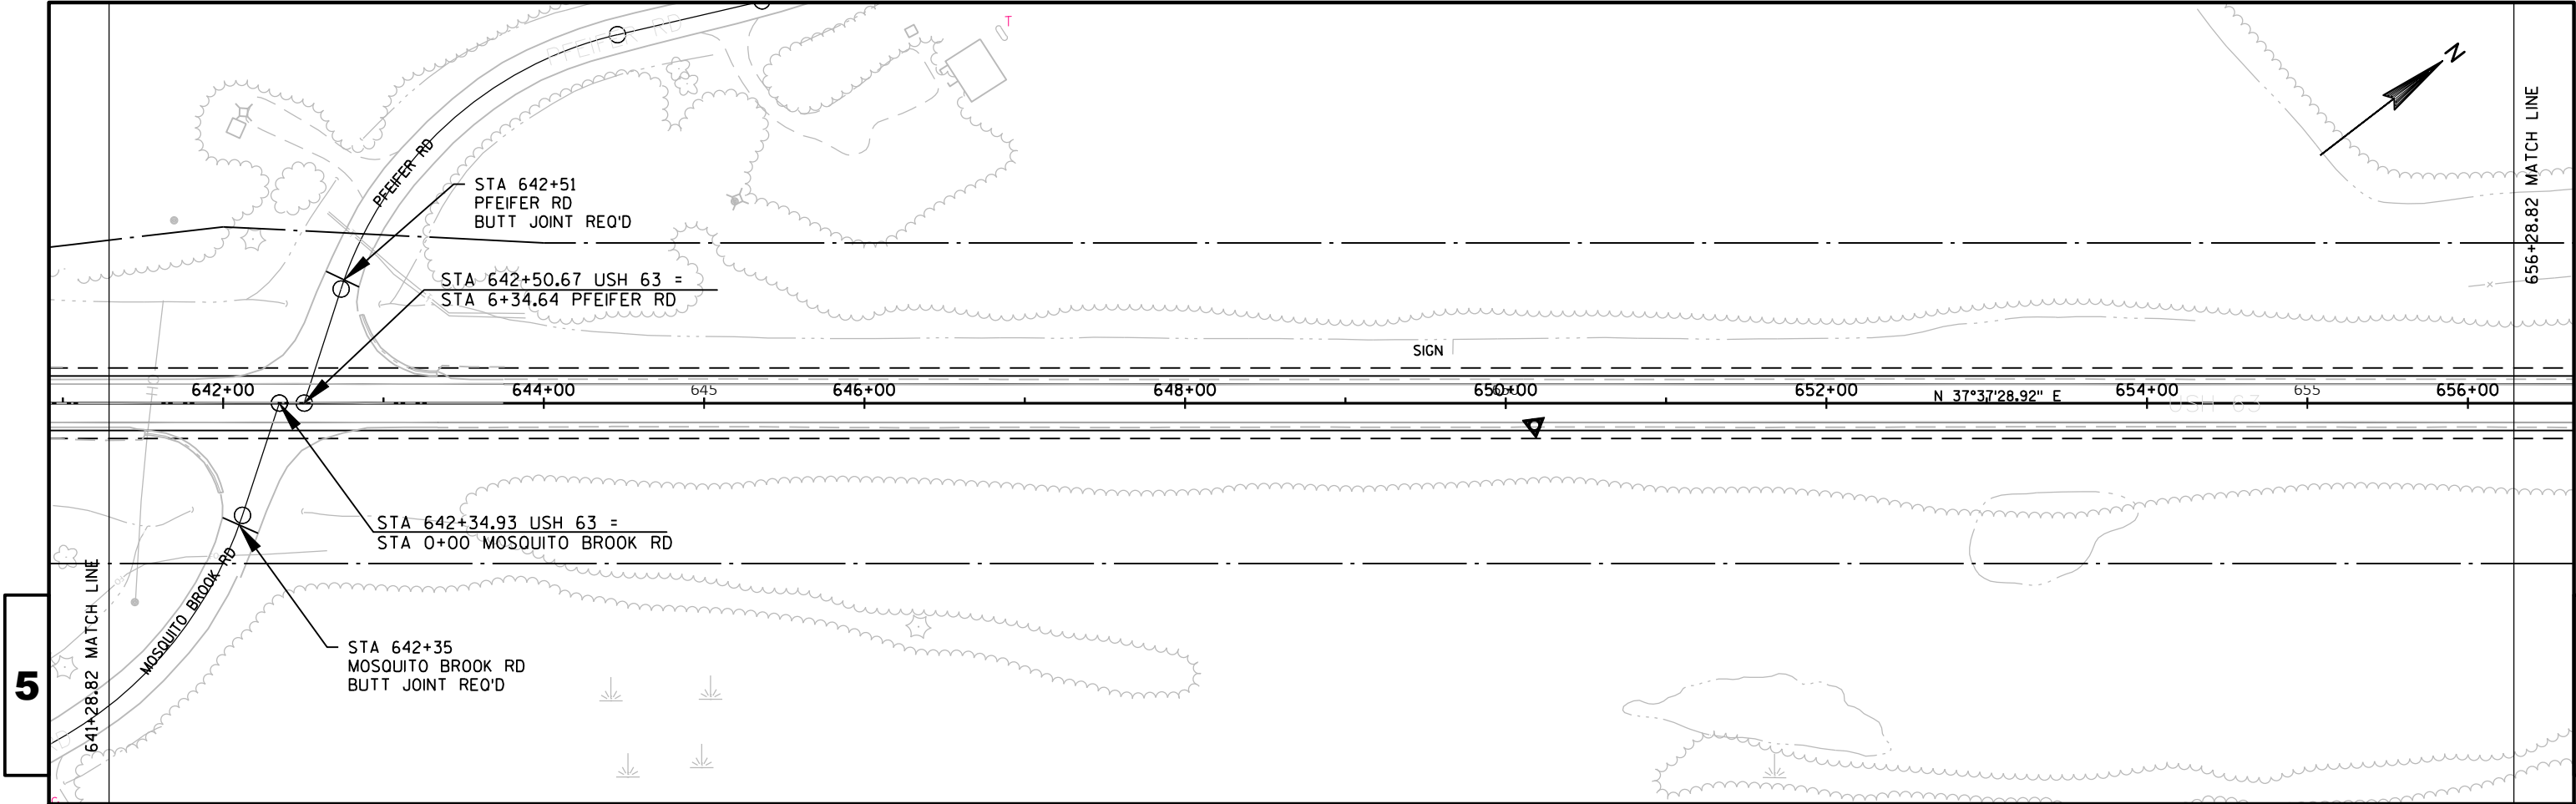 T
PFEIFER RD
N
656+28.82 MATCH LINE
PFEIFER RD
STA 642+51
PFEIFER RD
BUTT JOINT REQ'D
STA 642+50.67 USH 63 =
STA 6+34.64 PFEIFER RD
SIGN
642+00 644+00 645 646+00 648+00 650+00 652+00 N 37°37'28.92" E 654+00 655 656+00
USH 63
STA 642+34.93 USH 63 =
STA 0+00 MOSQUITO BROOK RD
MOSQUITO BROOK RD
641+28.82 MATCH LINE
STA 642+35
MOSQUITO BROOK RD
BUTT JOINT REQ'D
5